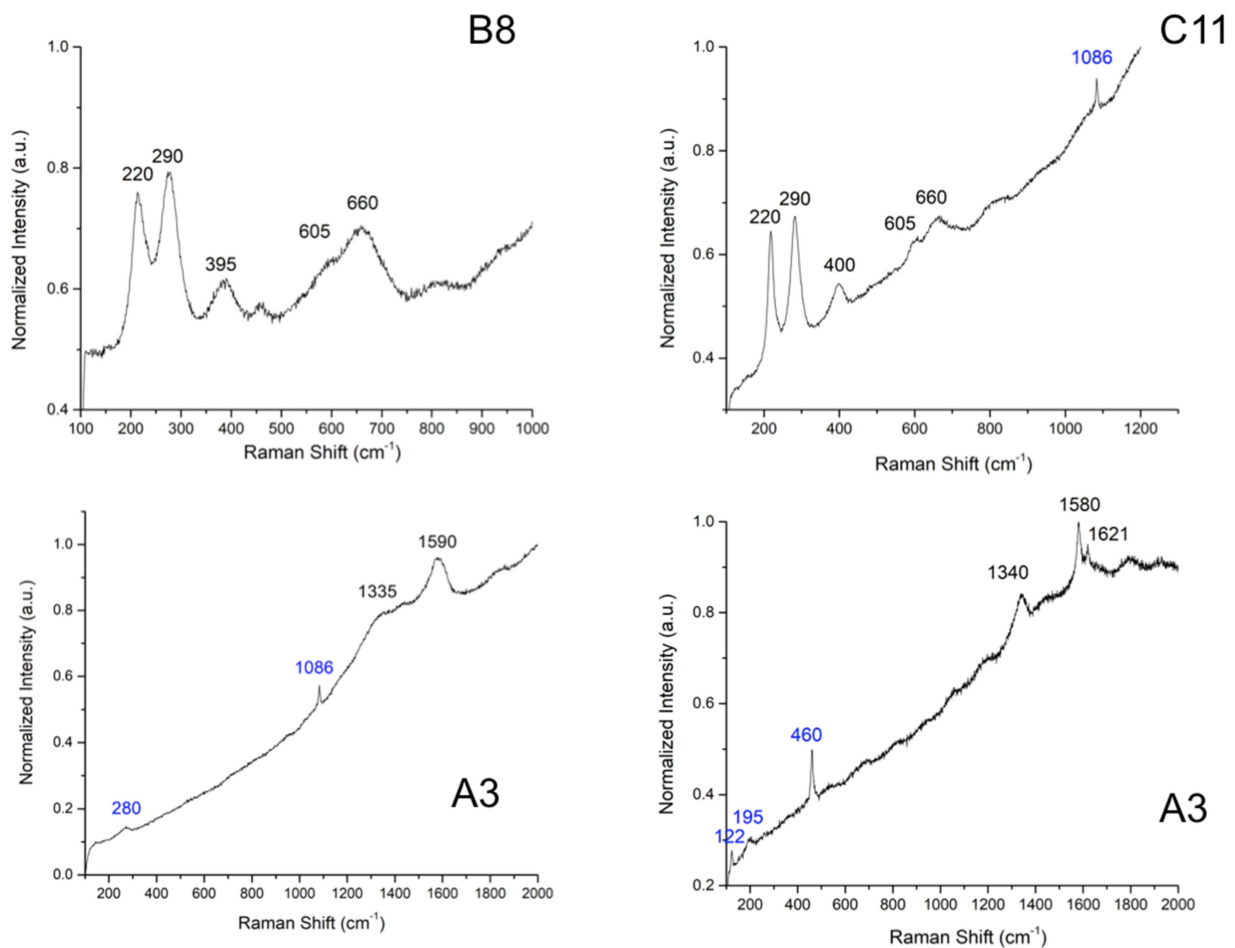 B8
Normalized Intensity (a.u.)
1.0
0.8
0.6
0.4
220
290
395
605
660
100 200 300 400 500 600 700 800 900 1000
Raman Shift (cm-1)
C11
Normalized Intensity (a.u.)
1.0
0.8
0.6
0.4
220
290
400
605
660
1086
200 400 600 800 1000 1200
Raman Shift (cm-1)
A3
Normalized Intensity (a.u.)
1.0
0.8
0.6
0.4
0.2
0.0
280
1086
1335
1590
200 400 600 800 1000 1200 1400 1600 1800 2000
Raman Shift (cm-1)
A3
Normalized Intensity (a.u.)
1.0
0.8
0.6
0.4
0.2
122
195
460
1340
1580
1621
200 400 600 800 1000 1200 1400 1600 1800 2000
Raman Shift (cm-1)